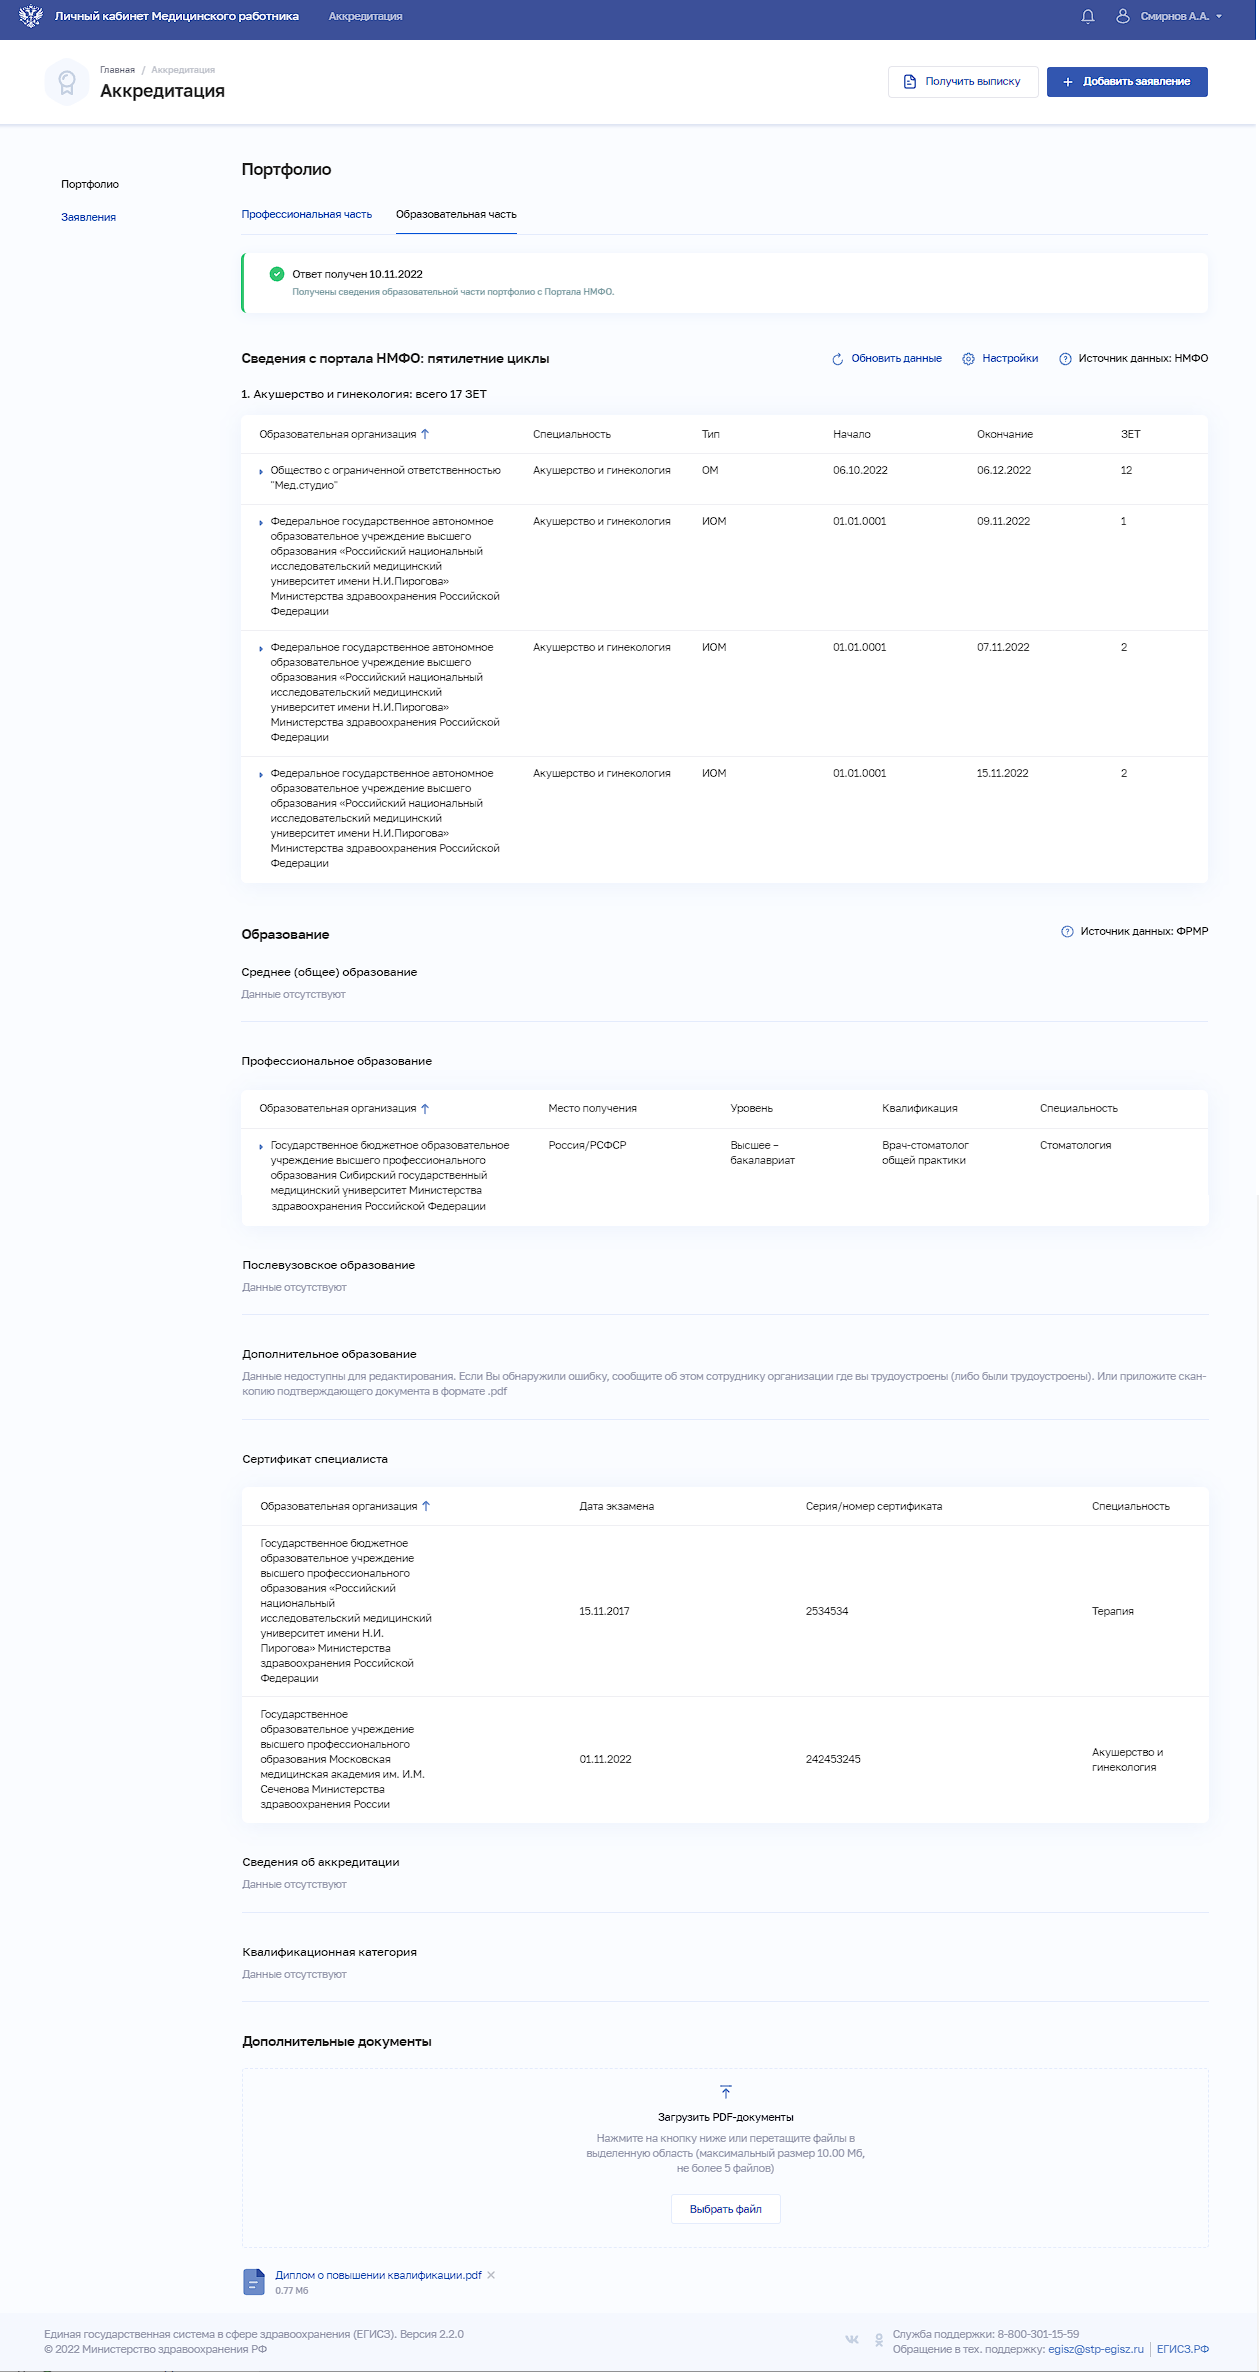 Личный кабинет Медицинского работника Аккредитация Смирнов А.А.
Главная / Аккредитация
Аккредитация
Получить выписку
+ Добавить заявление
Портфолио
Заявления
Портфолио
Профессиональная часть Образовательная часть
Ответ получен 10.11.2022
Получены сведения образовательной части портфолио с Портала НМФО.
Сведения с портала НМФО: пятилетние циклы Обновить данные Настройки Источник данных: НМФО
1. Акушерство и гинекология: всего 17 ЗЕТ
Образовательная организация Специальность Тип Начало Окончание ЗЕТ
Общество с ограниченной ответственностью Акушерство и гинекология ОМ 06.10.2022 06.12.2022 12
"Мед.студио"
Федеральное государственное автономное Акушерство и гинекология ИОМ 01.01.0001 09.11.2022 1
образовательное учреждение высшего
образования «Российский национальный
исследовательский медицинский
университет имени Н.И.Пирогова»
Министерства здравоохранения Российской
Федерации
Федеральное государственное автономное Акушерство и гинекология ИОМ 01.01.0001 07.11.2022 2
образовательное учреждение высшего
образования «Российский национальный
исследовательский медицинский
университет имени Н.И.Пирогова»
Министерства здравоохранения Российской
Федерации
Федеральное государственное автономное Акушерство и гинекология ИОМ 01.01.0001 15.11.2022 2
образовательное учреждение высшего
образования «Российский национальный
исследовательский медицинский
университет имени Н.И.Пирогова»
Министерства здравоохранения Российской
Федерации
Образование Источник данных: ФРМР
Среднее (общее) образование
Данные отсутствуют
Профессиональное образование
Образовательная организация Место получения Уровень Квалификация Специальность
Государственное бюджетное образовательное Россия/РСФСР Высшее – Врач-стоматолог Стоматология
учреждение высшего профессионального бакалавриат общей практики
образования Сибирский государственный
медицинский университет Министерства
здравоохранения Российской Федерации
Послевузовское образование
Данные отсутствуют
Дополнительное образование
Данные недоступны для редактирования. Если Вы обнаружили ошибку, сообщите об этом сотруднику организации где вы трудоустроены (либо были трудоустроены). Или приложите скан-
копию подтверждающего документа в формате .pdf
Сертификат специалиста
Образовательная организация Дата экзамена Серия/номер сертификата Специальность
Государственное бюджетное
образовательное учреждение
высшего профессионального
образования «Российский
национальный
исследовательский медицинский 15.11.2017 2534534 Терапия
университет имени Н.И.
Пирогова» Министерства
здравоохранения Российской
Федерации
Государственное
образовательное учреждение
высшего профессионального
образования Московская 01.11.2022 242453245 Акушерство и
медицинская академия им. И.М. гинекология
Сеченова Министерства
здравоохранения России
Сведения об аккредитации
Данные отсутствуют
Квалификационная категория
Данные отсутствуют
Дополнительные документы
Загрузить PDF-документы
Нажмите на кнопку ниже или перетащите файлы в
выделенную область (максимальный размер 10.00 Мб,
не более 5 файлов)
Выбрать файл
Диплом о повышении квалификации.pdf
0.77 Мб
Единая государственная система в сфере здравоохранения (ЕГИСЗ). Версия 2.2.0
© 2022 Министерство здравоохранения РФ
Служба поддержки: 8-800-301-15-59
Обращение в тех. поддержку: egisz@stp-egisz.ru ЕГИСЗ.РФ